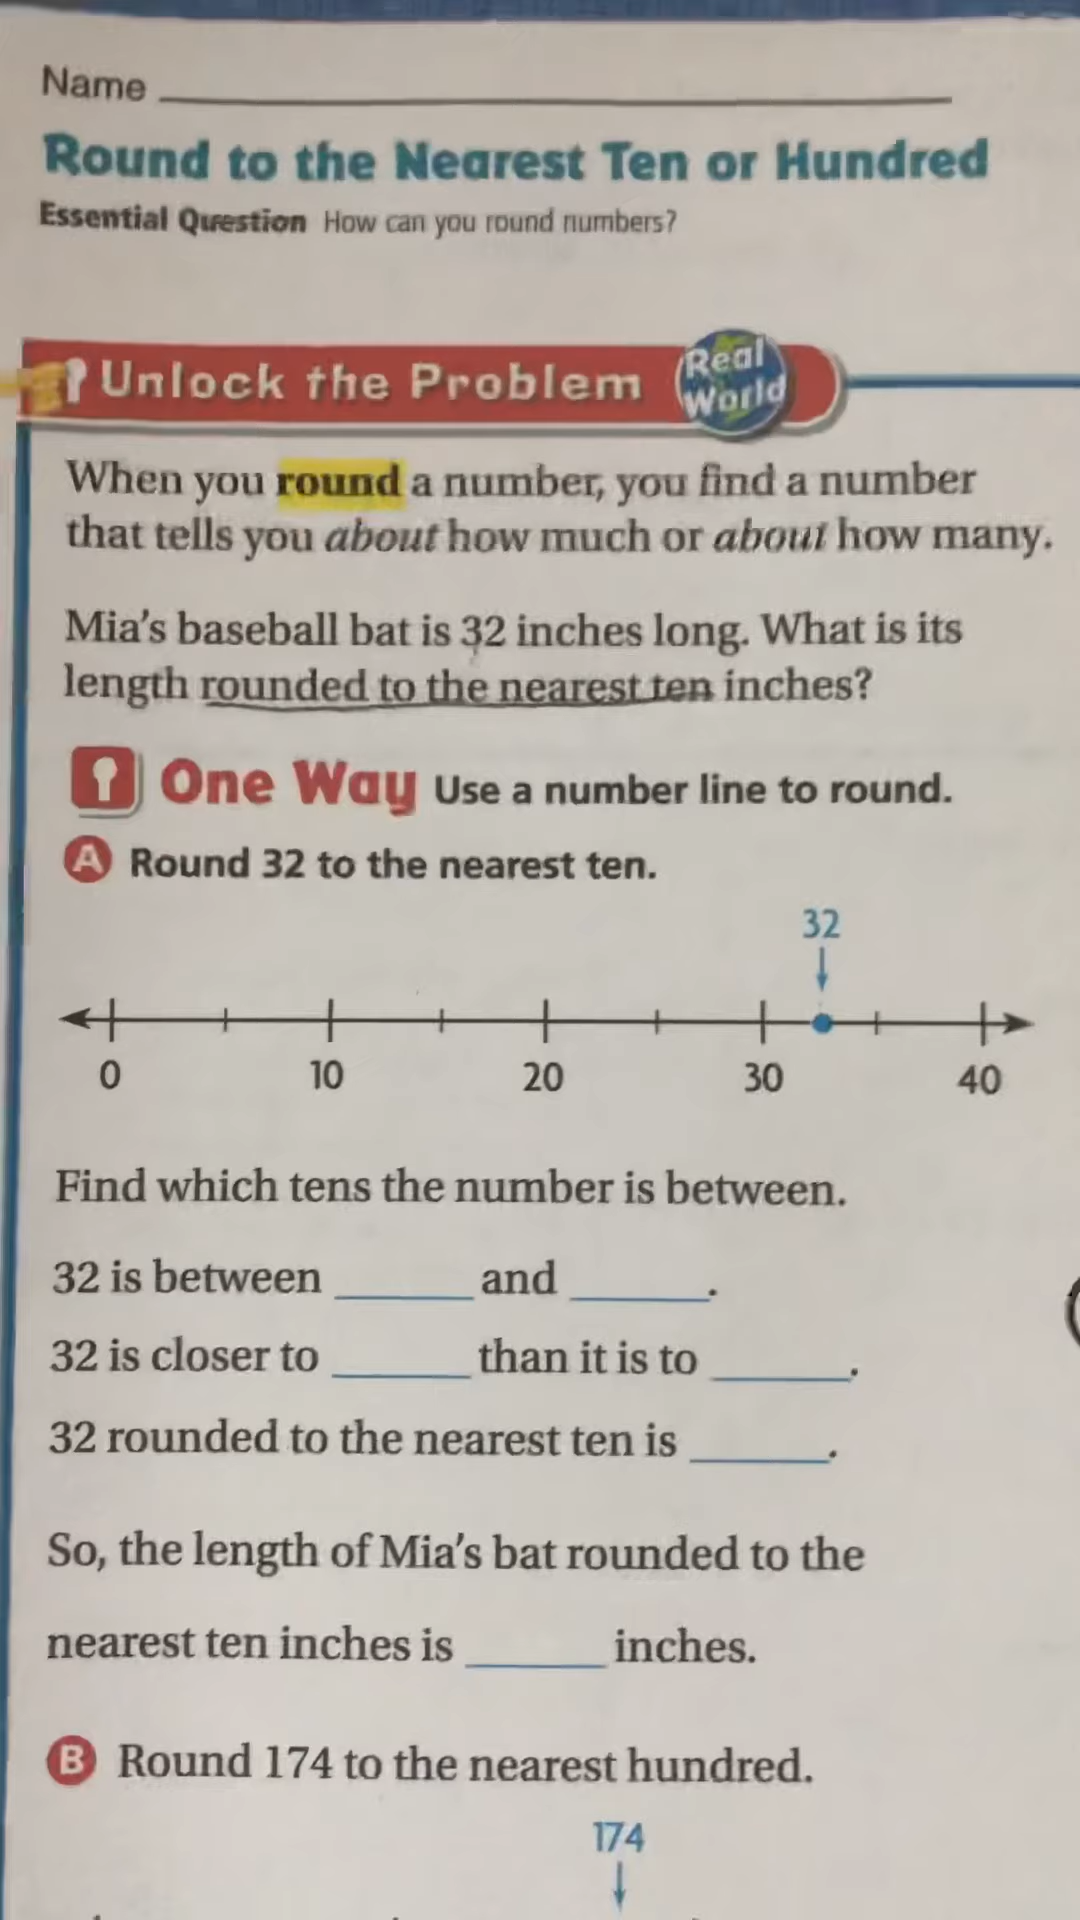 Name
Round to the Nearest Ten or Hundred
Essential Question How can you round numbers?
Unlock the Problem Real World
When you round a number, you find a number
that tells you about how much or about how many.
Mia's baseball bat is 32 inches long. What is its
length rounded to the nearest ten inches?
One Way Use a number line to round.
A Round 32 to the nearest ten.
32
0 10 20 30 40
Find which tens the number is between.
32 is between ______ and ______.
32 is closer to ______ than it is to ______.
32 rounded to the nearest ten is ______.
So, the length of Mia's bat rounded to the
nearest ten inches is ______ inches.
B Round 174 to the nearest hundred.
174